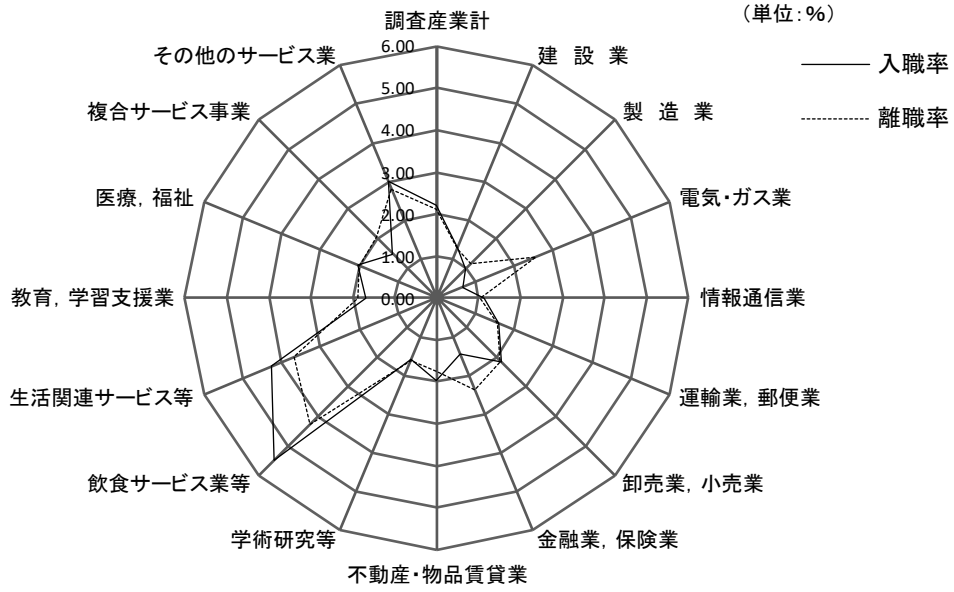 （単位：％）
調査産業計
建 設 業
製 造 業
電気・ガス業
情報通信業
運輸業，郵便業
卸売業，小売業
金融業，保険業
不動産・物品賃貸業
学術研究等
飲食サービス業等
生活関連サービス等
教育，学習支援業
医療，福祉
複合サービス事業
その他のサービス業
6.00
5.00
4.00
3.00
2.00
1.00
0.00
入職率
離職率